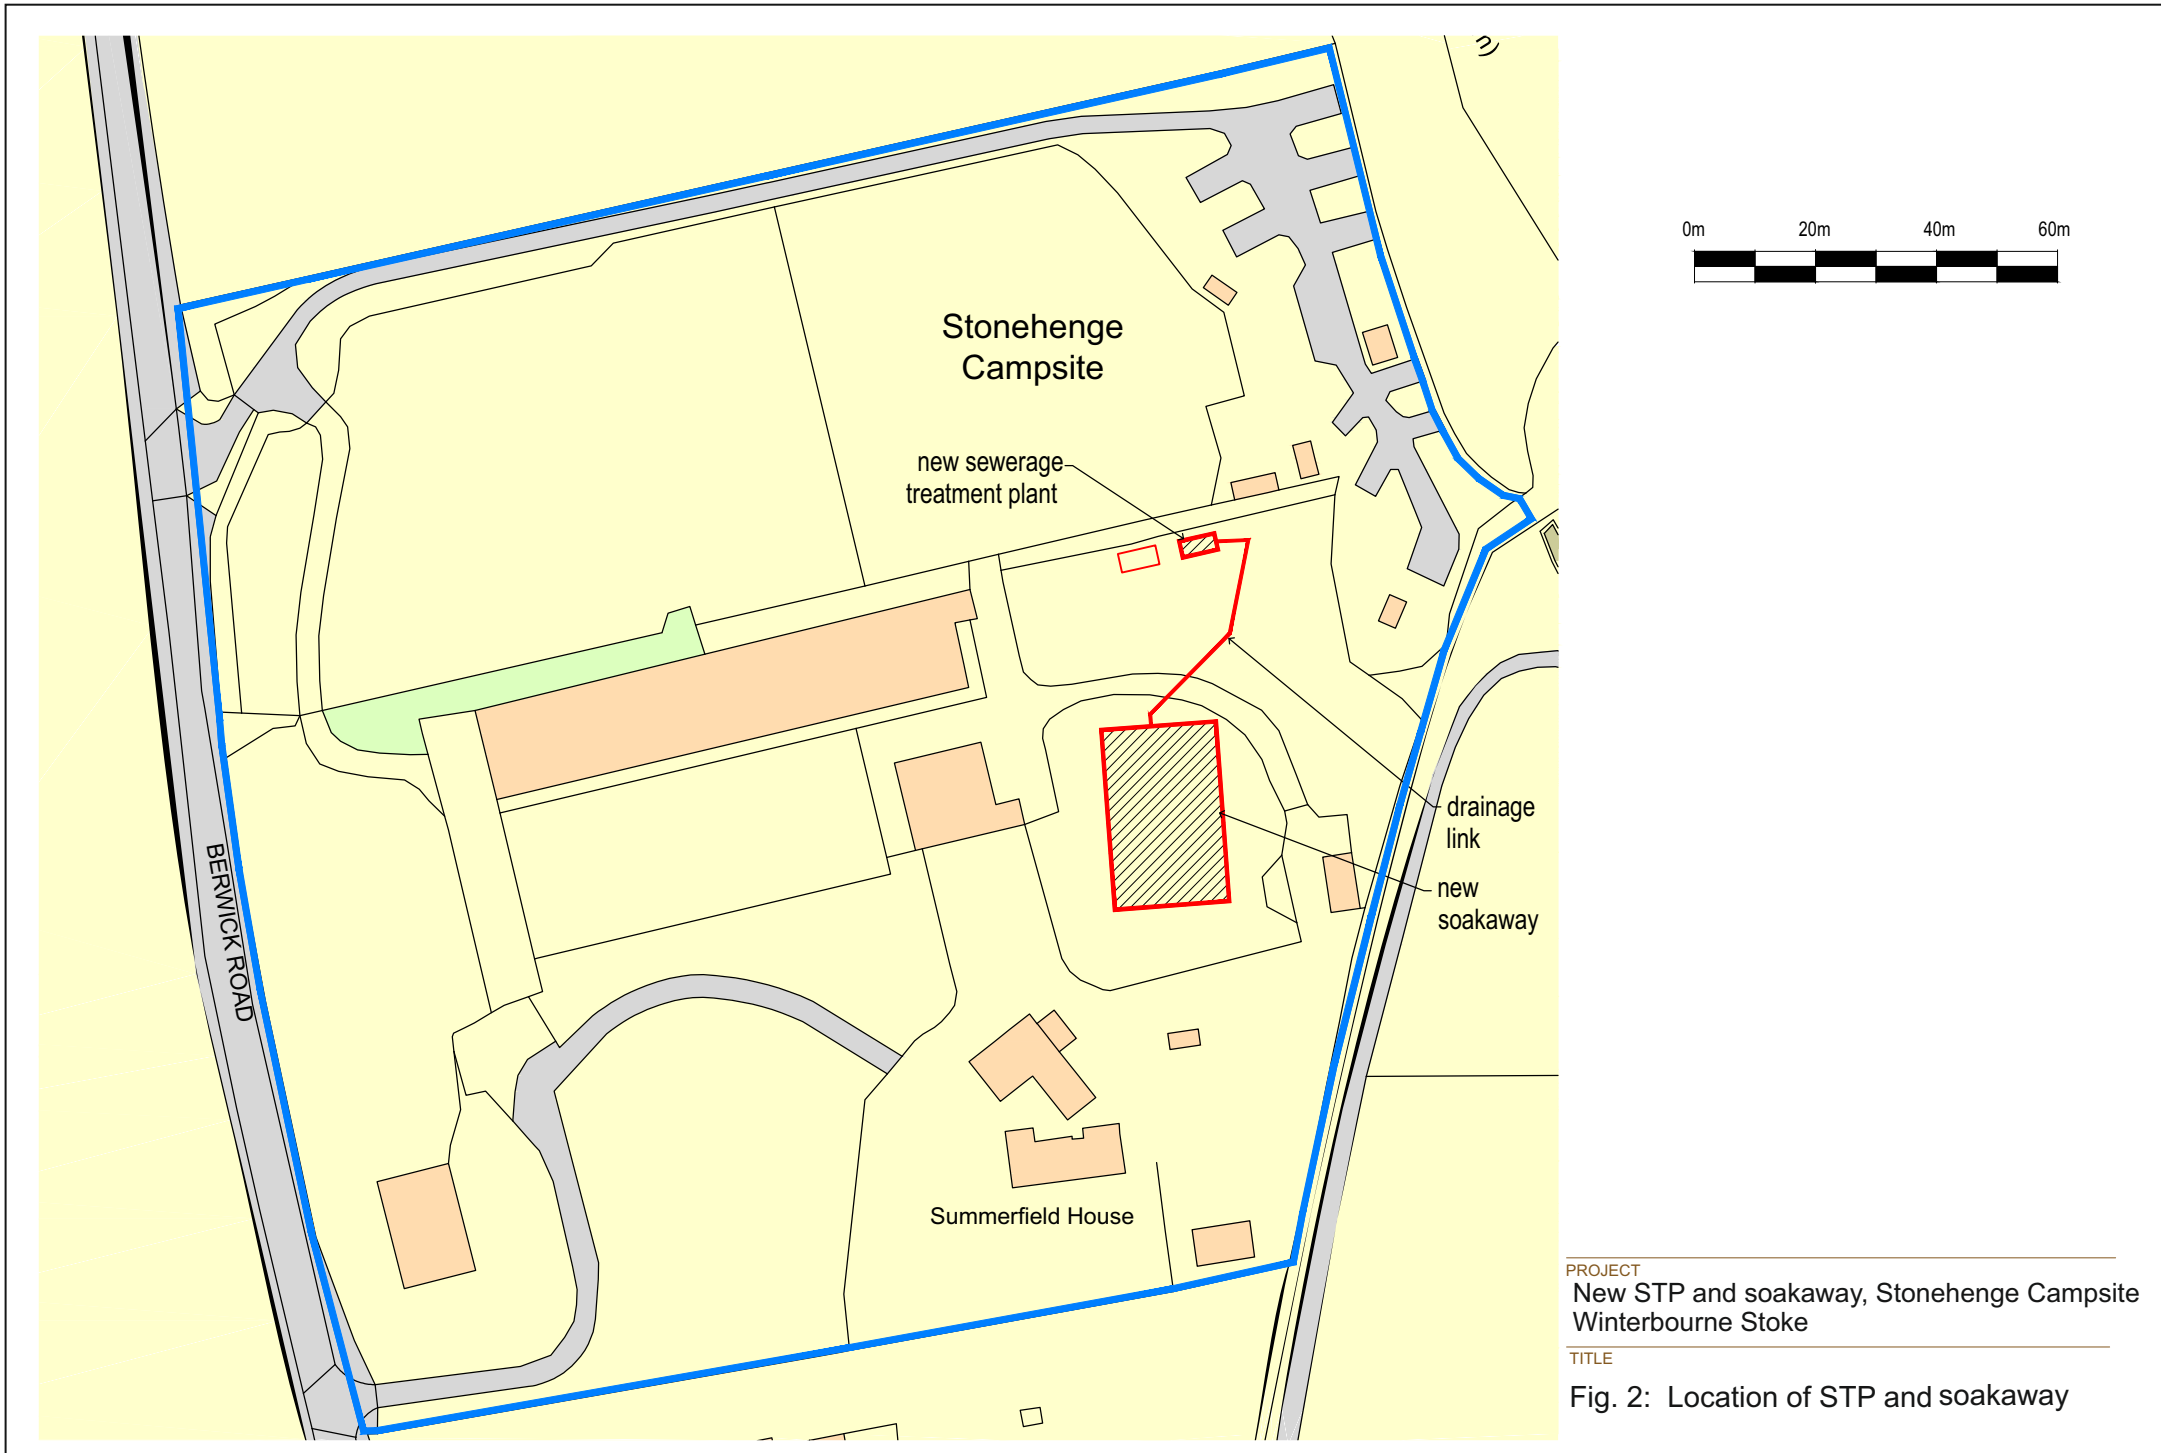 n)
0m 20m 40m 60m
Stonehenge
Campsite
new sewerage
treatment plant
drainage
link
new
soakaway
BERWICK ROAD
Summerfield House
PROJECT
New STP and soakaway, Stonehenge Campsite
Winterbourne Stoke
TITLE
Fig. 2: Location of STP and soakaway